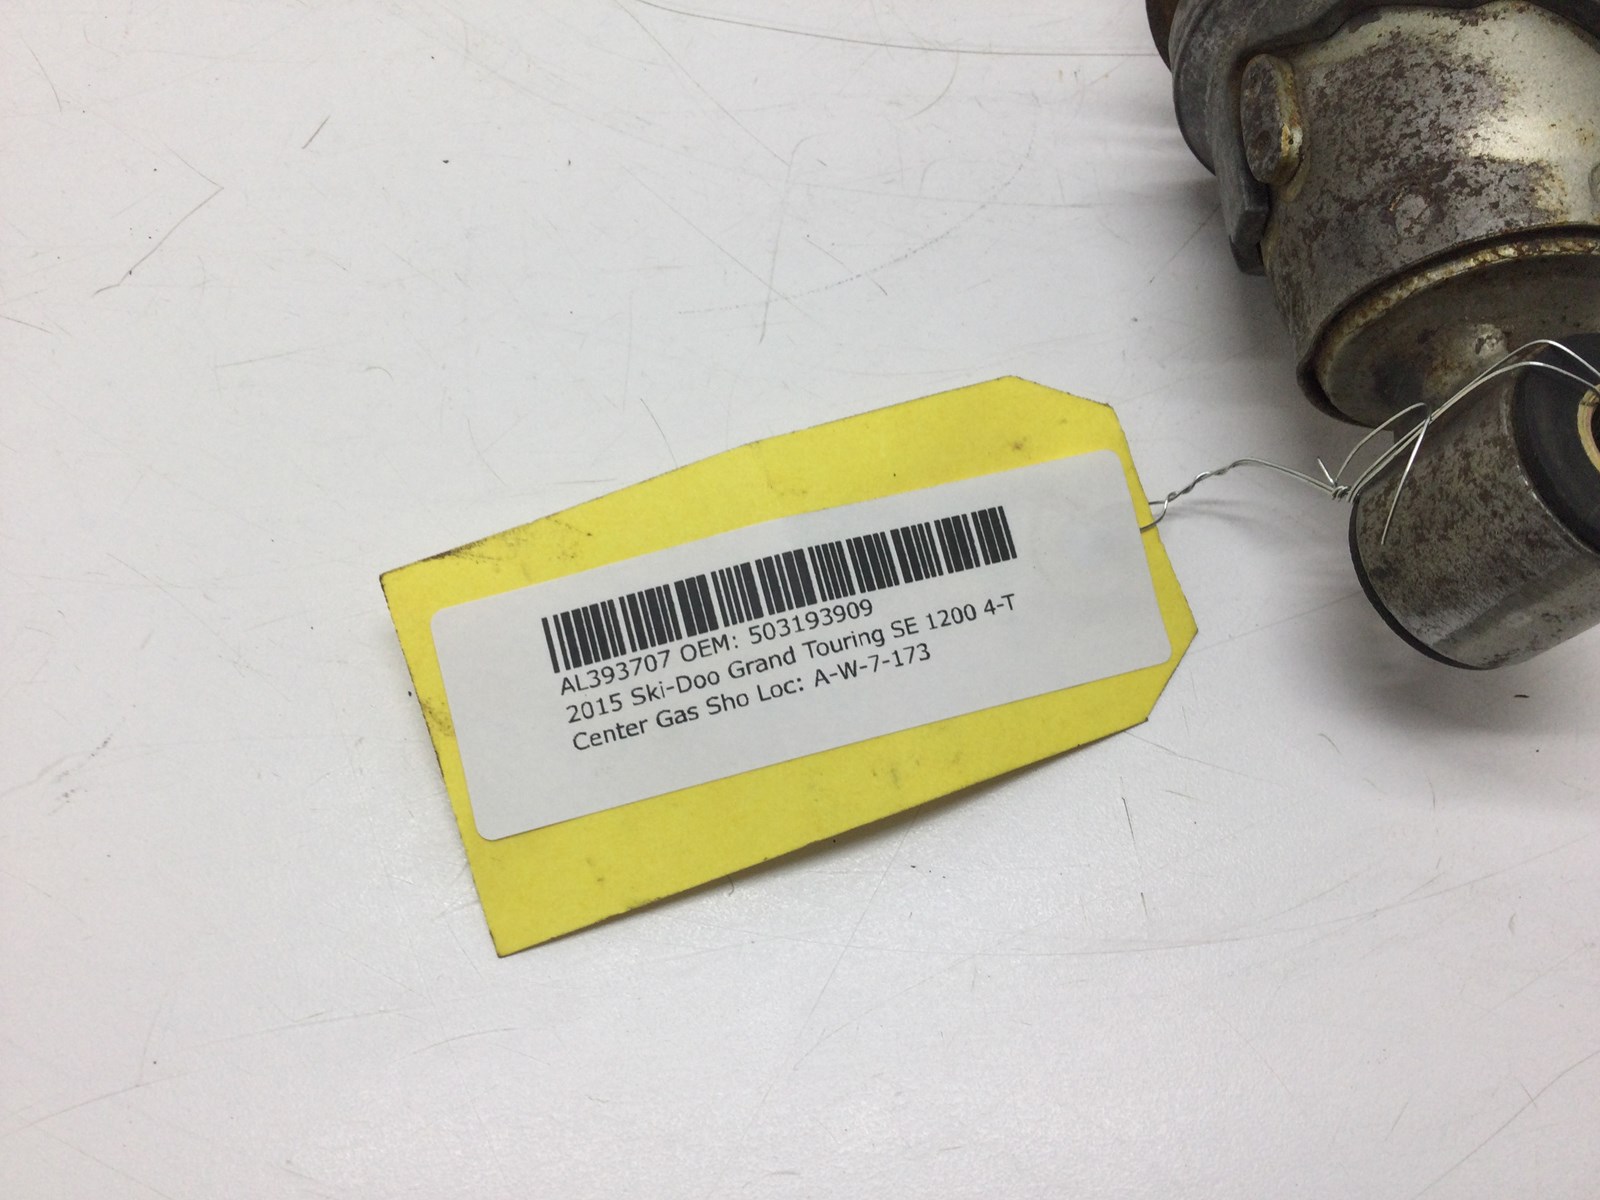 AL393707 OEM: 503193909
2015 Ski-Doo Grand Touring SE 1200 4-T
Center Gas Sho Loc: A-W-7-173